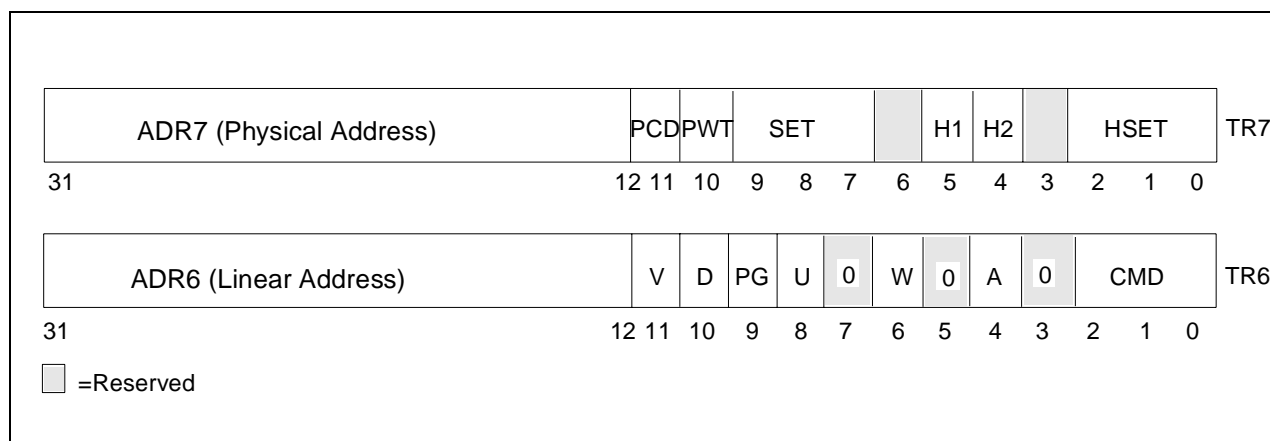 ADR7 (Physical Address) PCD PWT SET H1 H2 HSET TR7
31 12 11 10 9 8 7 6 5 4 3 2 1 0
ADR6 (Linear Address) V D PG U 0 W 0 A 0 CMD TR6
31 12 11 10 9 8 7 6 5 4 3 2 1 0
=Reserved